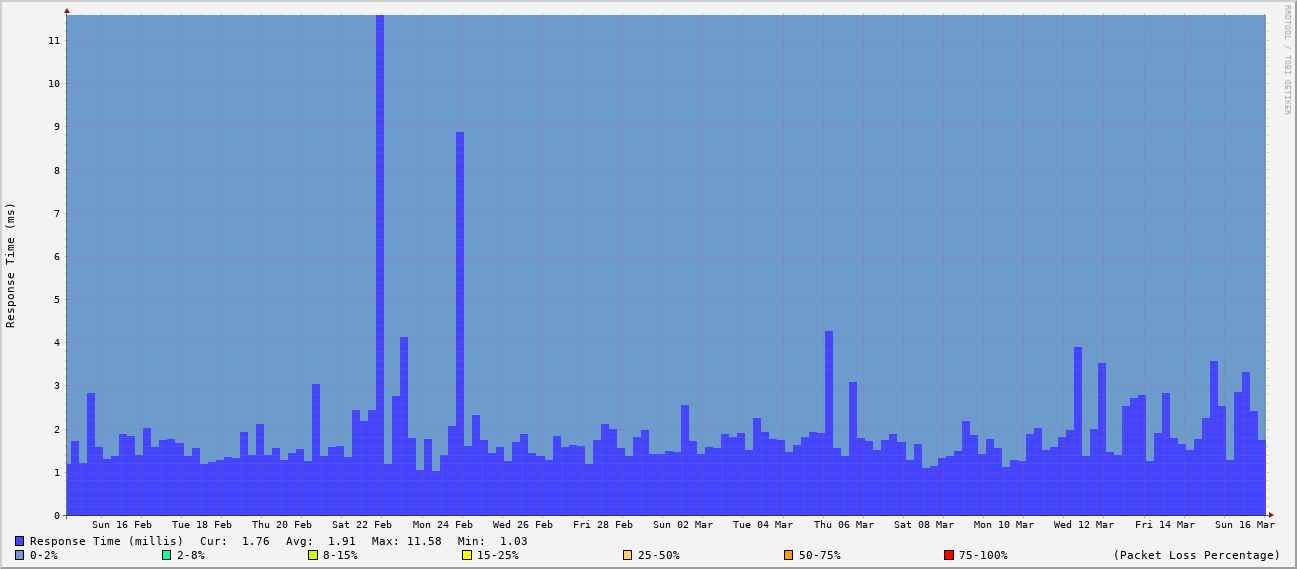 RRDTOOL / TOBI OETIKER
Response Time (ms)
11
10
9
8
7
6
5
4
3
2
1
0
Sun 16 Feb Tue 18 Feb Thu 20 Feb Sat 22 Feb Mon 24 Feb Wed 26 Feb Fri 28 Feb Sun 02 Mar Tue 04 Mar Thu 06 Mar Sat 08 Mar Mon 10 Mar Wed 12 Mar Fri 14 Mar Sun 16 Mar
Response Time (millis) Cur: 1.76 Avg: 1.91 Max: 11.58 Min: 1.03
0-2% 2-8% 8-15% 15-25% 25-50% 50-75% 75-100% (Packet Loss Percentage)